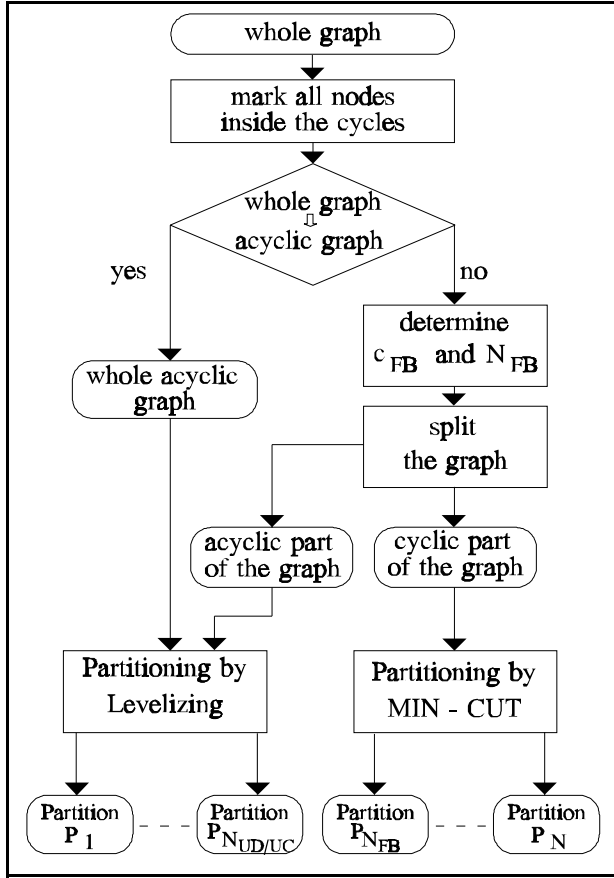 whole graph
mark all nodes
inside the cycles
whole graph
⇩
acyclic graph
yes
no
determine
c FB and N FB
whole acyclic
graph
split
the graph
acyclic part
of the graph
cyclic part
of the graph
Partitioning by
Levelizing
Partitioning by
MIN - CUT
Partition
P 1
Partition
P N UD/UC
Partition
P N FB
Partition
P N